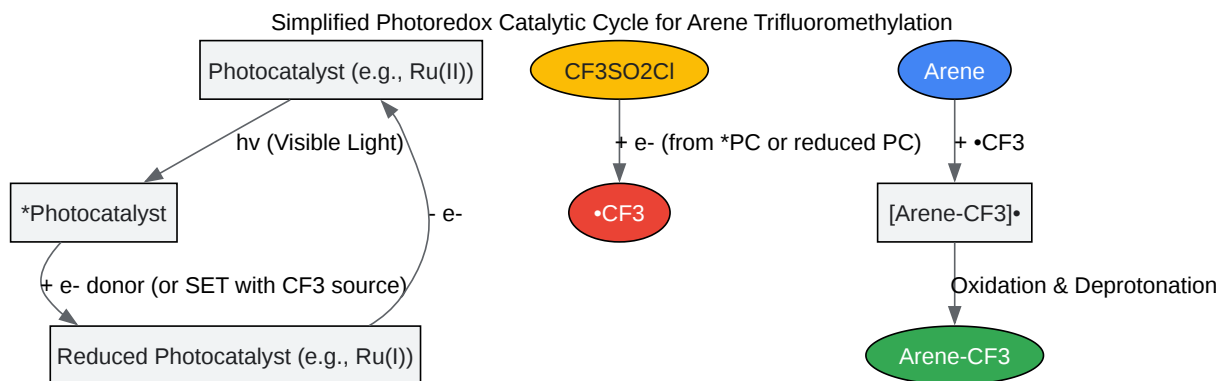 Simplified Photoredox Catalytic Cycle for Arene Trifluoromethylation
Photocatalyst (e.g., Ru(II))
CF3SO2Cl
Arene
hv (Visible Light)
+ e- (from *PC or reduced PC)
+ •CF3
*Photocatalyst
- e-
•CF3
[Arene-CF3]•
+ e- donor (or SET with CF3 source)
Oxidation & Deprotonation
Reduced Photocatalyst (e.g., Ru(I))
Arene-CF3